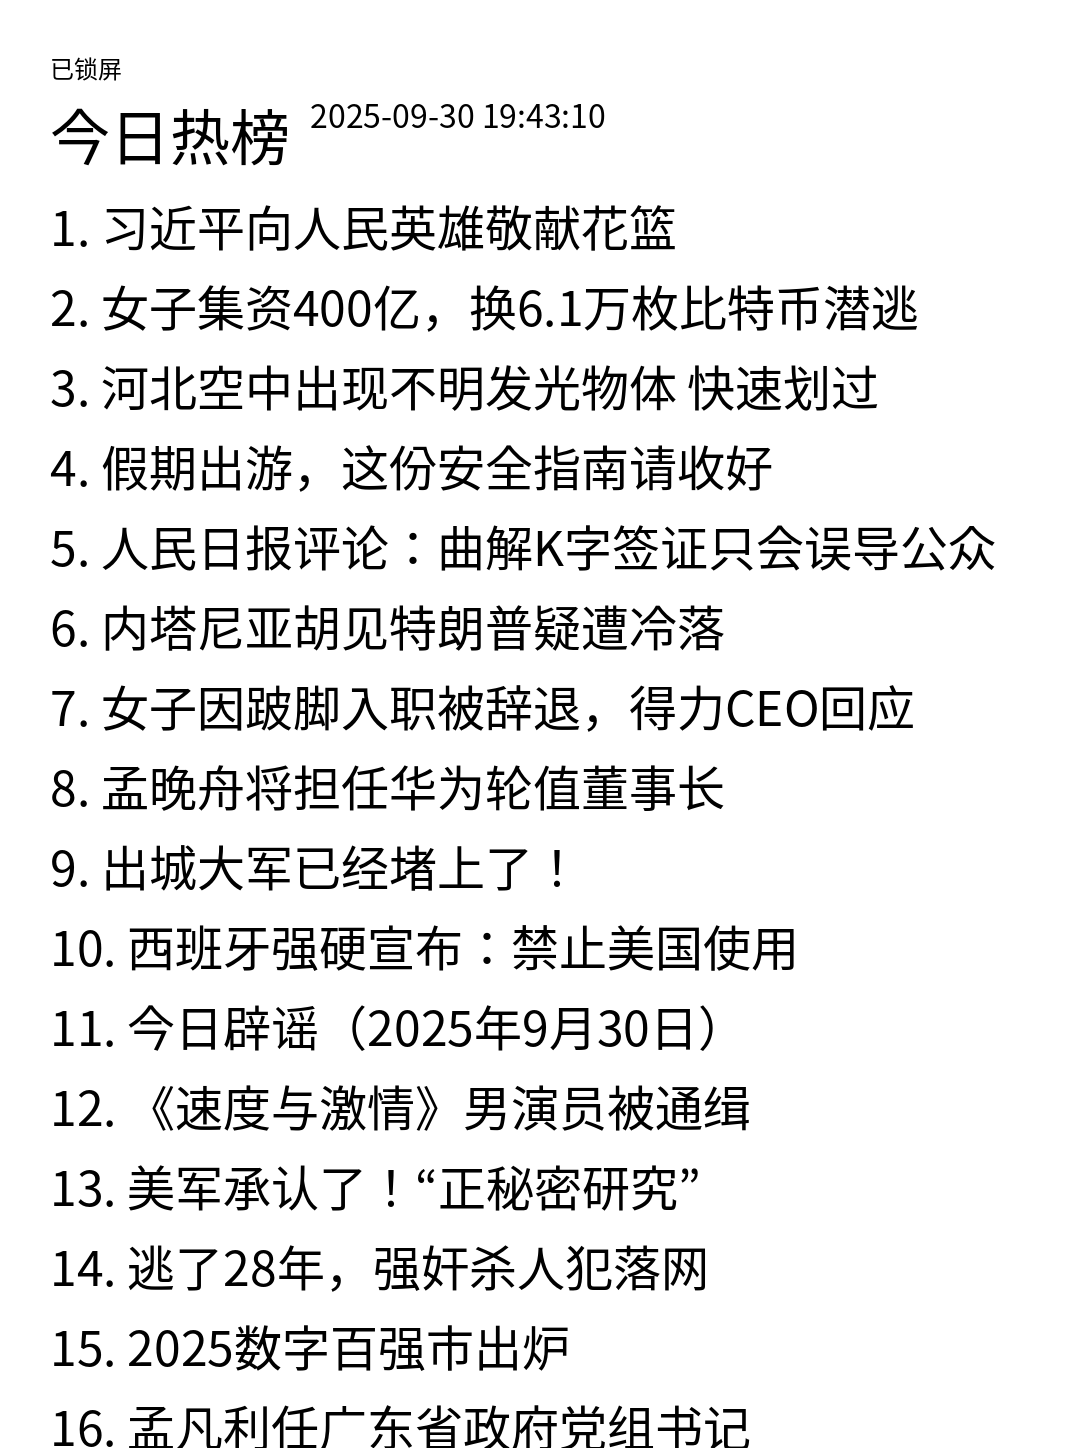 已锁屏
今日热榜 2025-09-30 19:43:10
1. 习近平向人民英雄敬献花篮
2. 女子集资400亿，换6.1万枚比特币潜逃
3. 河北空中出现不明发光物体 快速划过
4. 假期出游，这份安全指南请收好
5. 人民日报评论：曲解K字签证只会误导公众
6. 内塔尼亚胡见特朗普疑遭冷落
7. 女子因跛脚入职被辞退，得力CEO回应
8. 孟晚舟将担任华为轮值董事长
9. 出城大军已经堵上了！
10. 西班牙强硬宣布：禁止美国使用
11. 今日辟谣（2025年9月30日）
12. 《速度与激情》男演员被通缉
13. 美军承认了！“正秘密研究”
14. 逃了28年，强奸杀人犯落网
15. 2025数字百强市出炉
16. 孟凡利任广东省政府党组书记